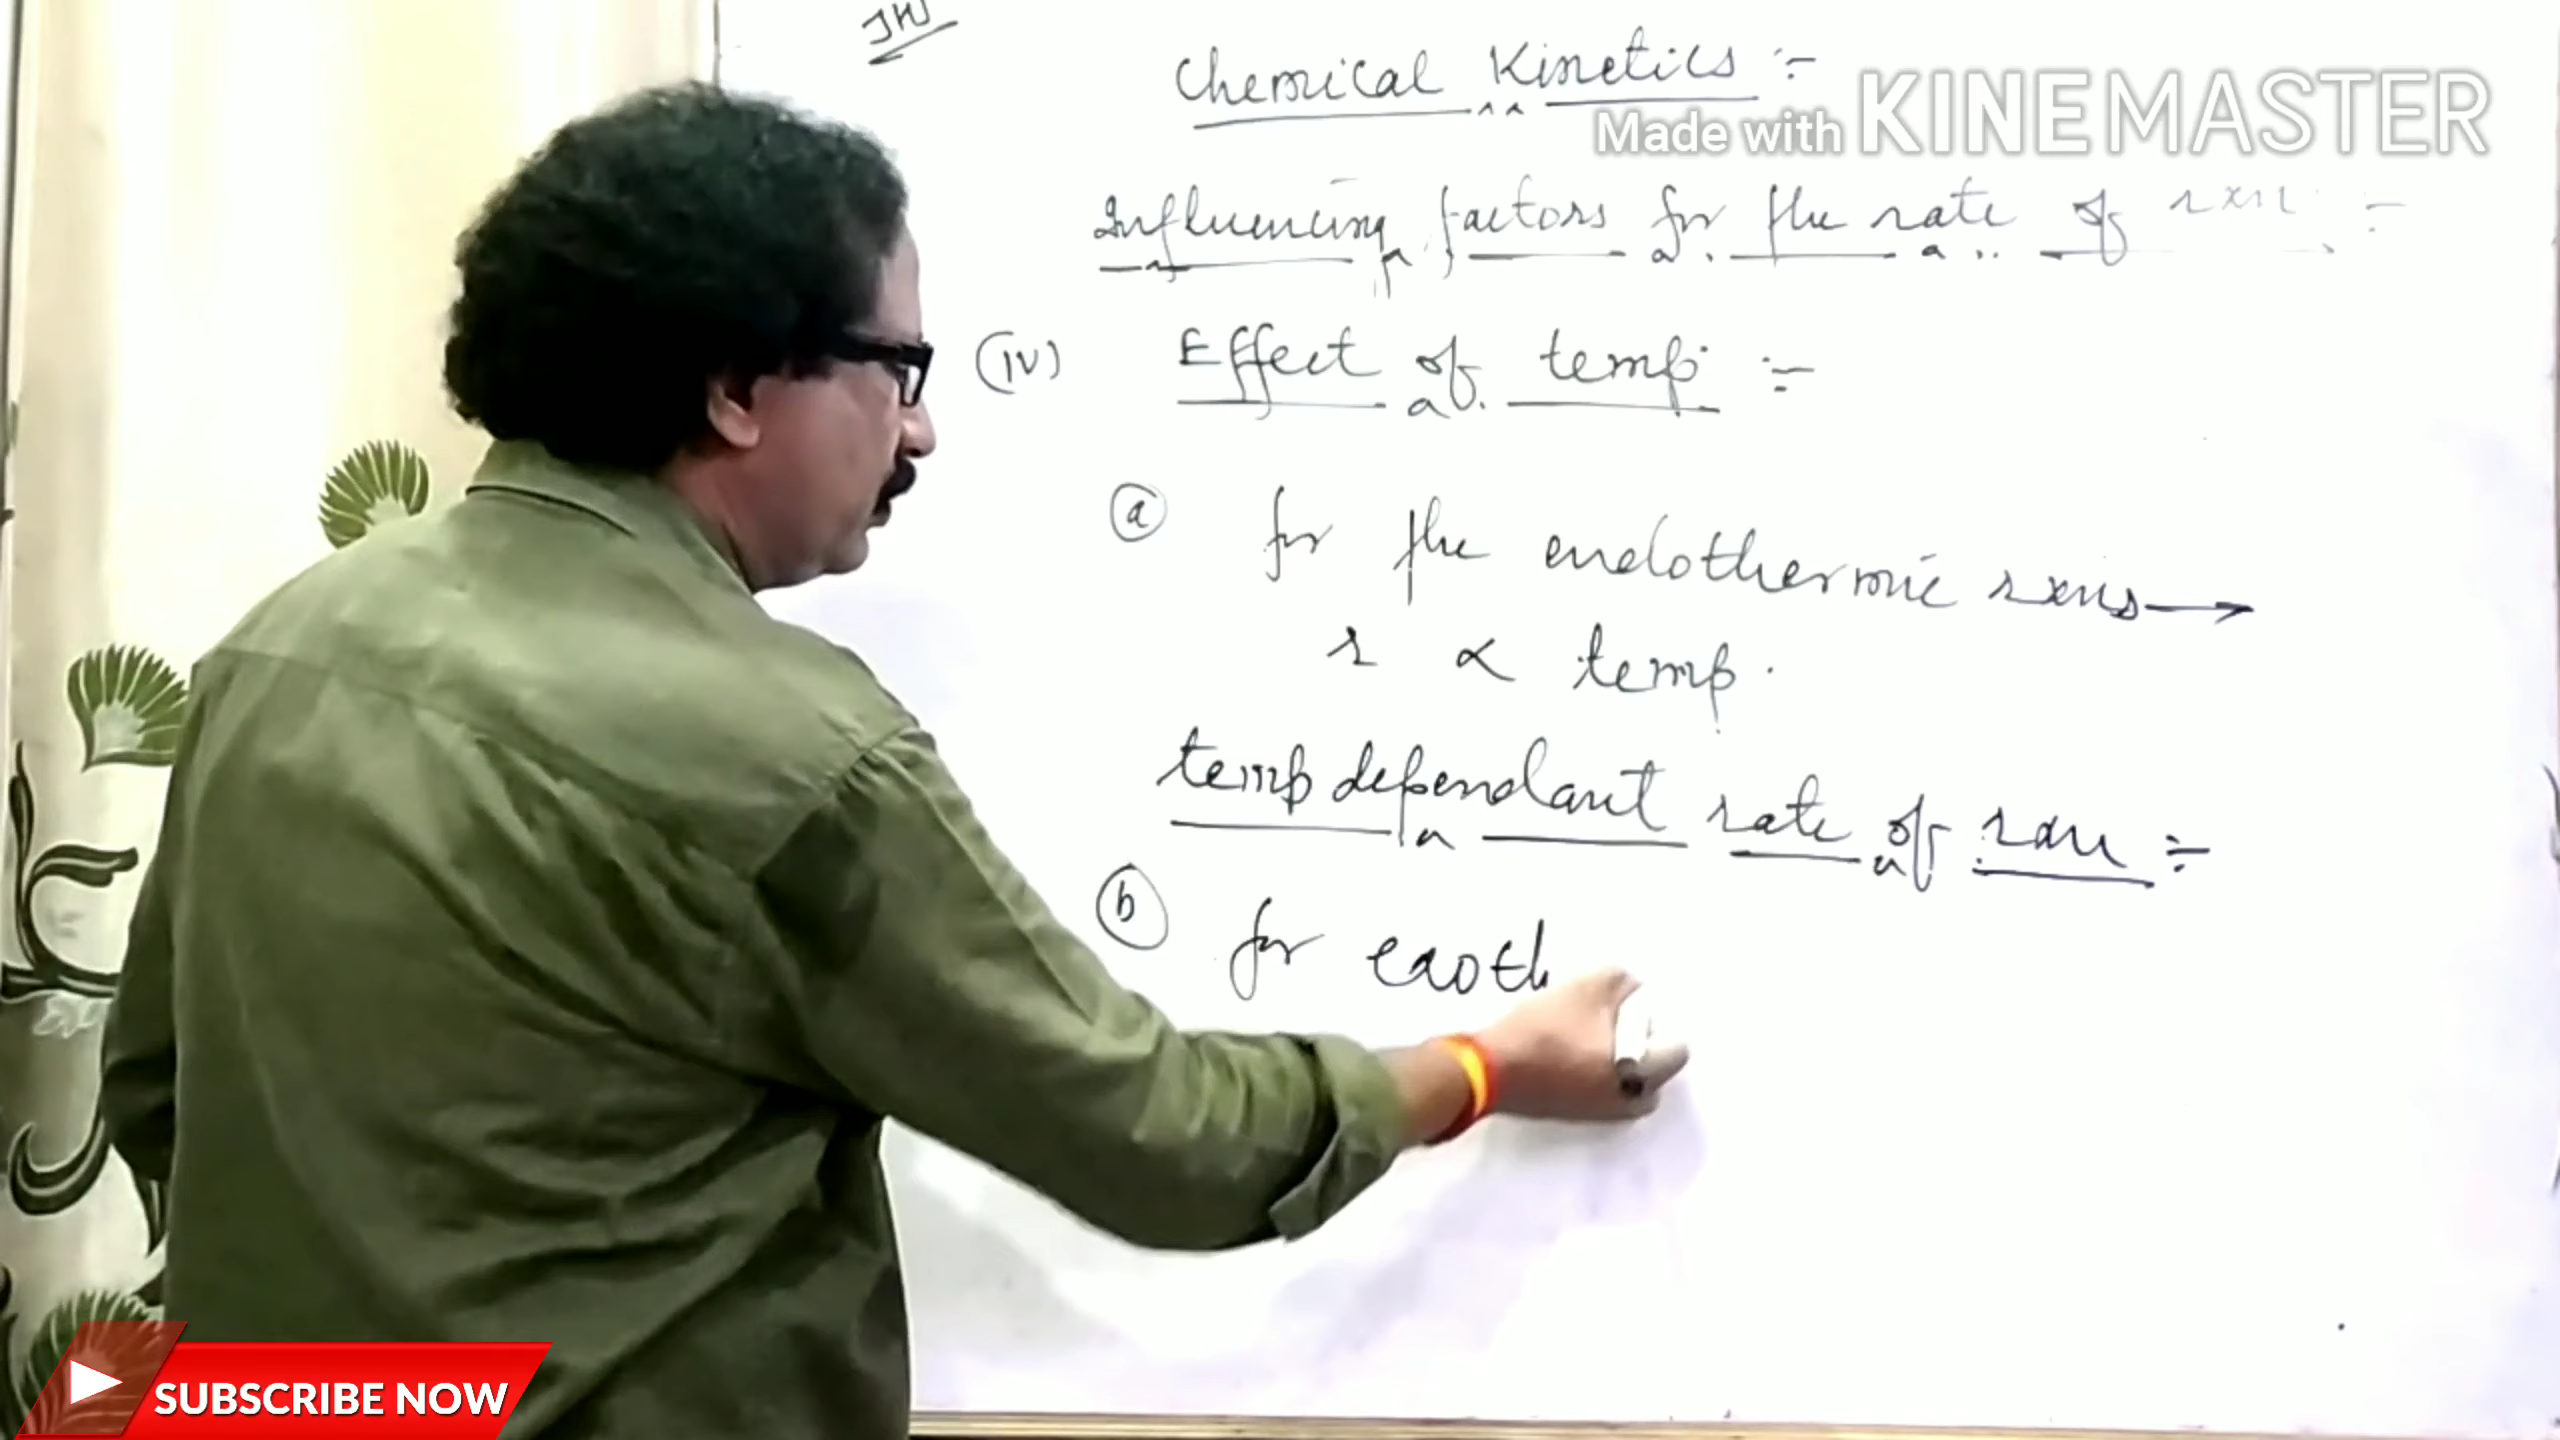 Chemical Kinetics :-
Made with KINEMASTER
Influencing factors for the rate of rxn :-
(iv) Effect of temp :-
(a) for the endothermic rxns →
r ∝ temp.
temp dependant rate of rxn :-
(b) for exoth
SUBSCRIBE NOW